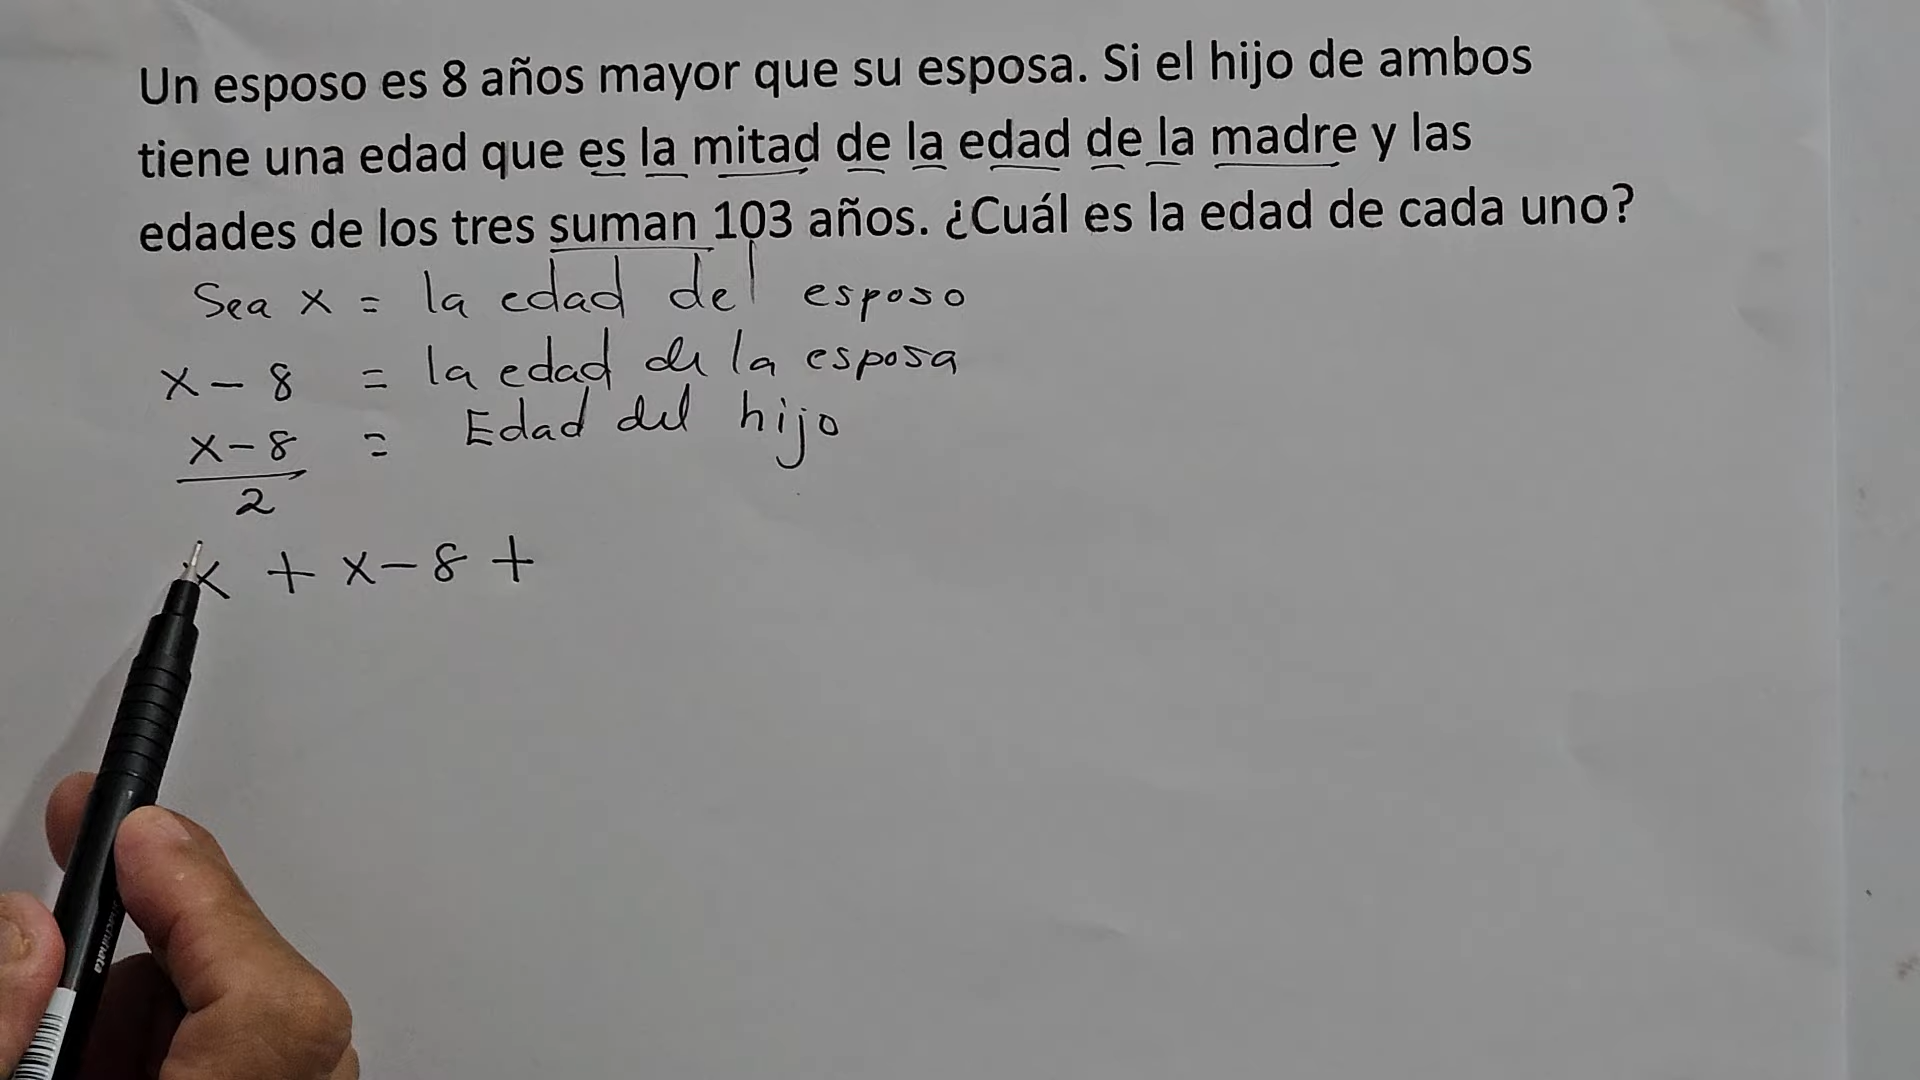 Un esposo es 8 años mayor que su esposa. Si el hijo de ambos
tiene una edad que es la mitad de la edad de la madre y las
edades de los tres suman 103 años. ¿Cuál es la edad de cada uno?
Sea x = la edad del esposo
x - 8 = la edad de la esposa
x - 8 = Edad del hijo
2
x + x - 8 +